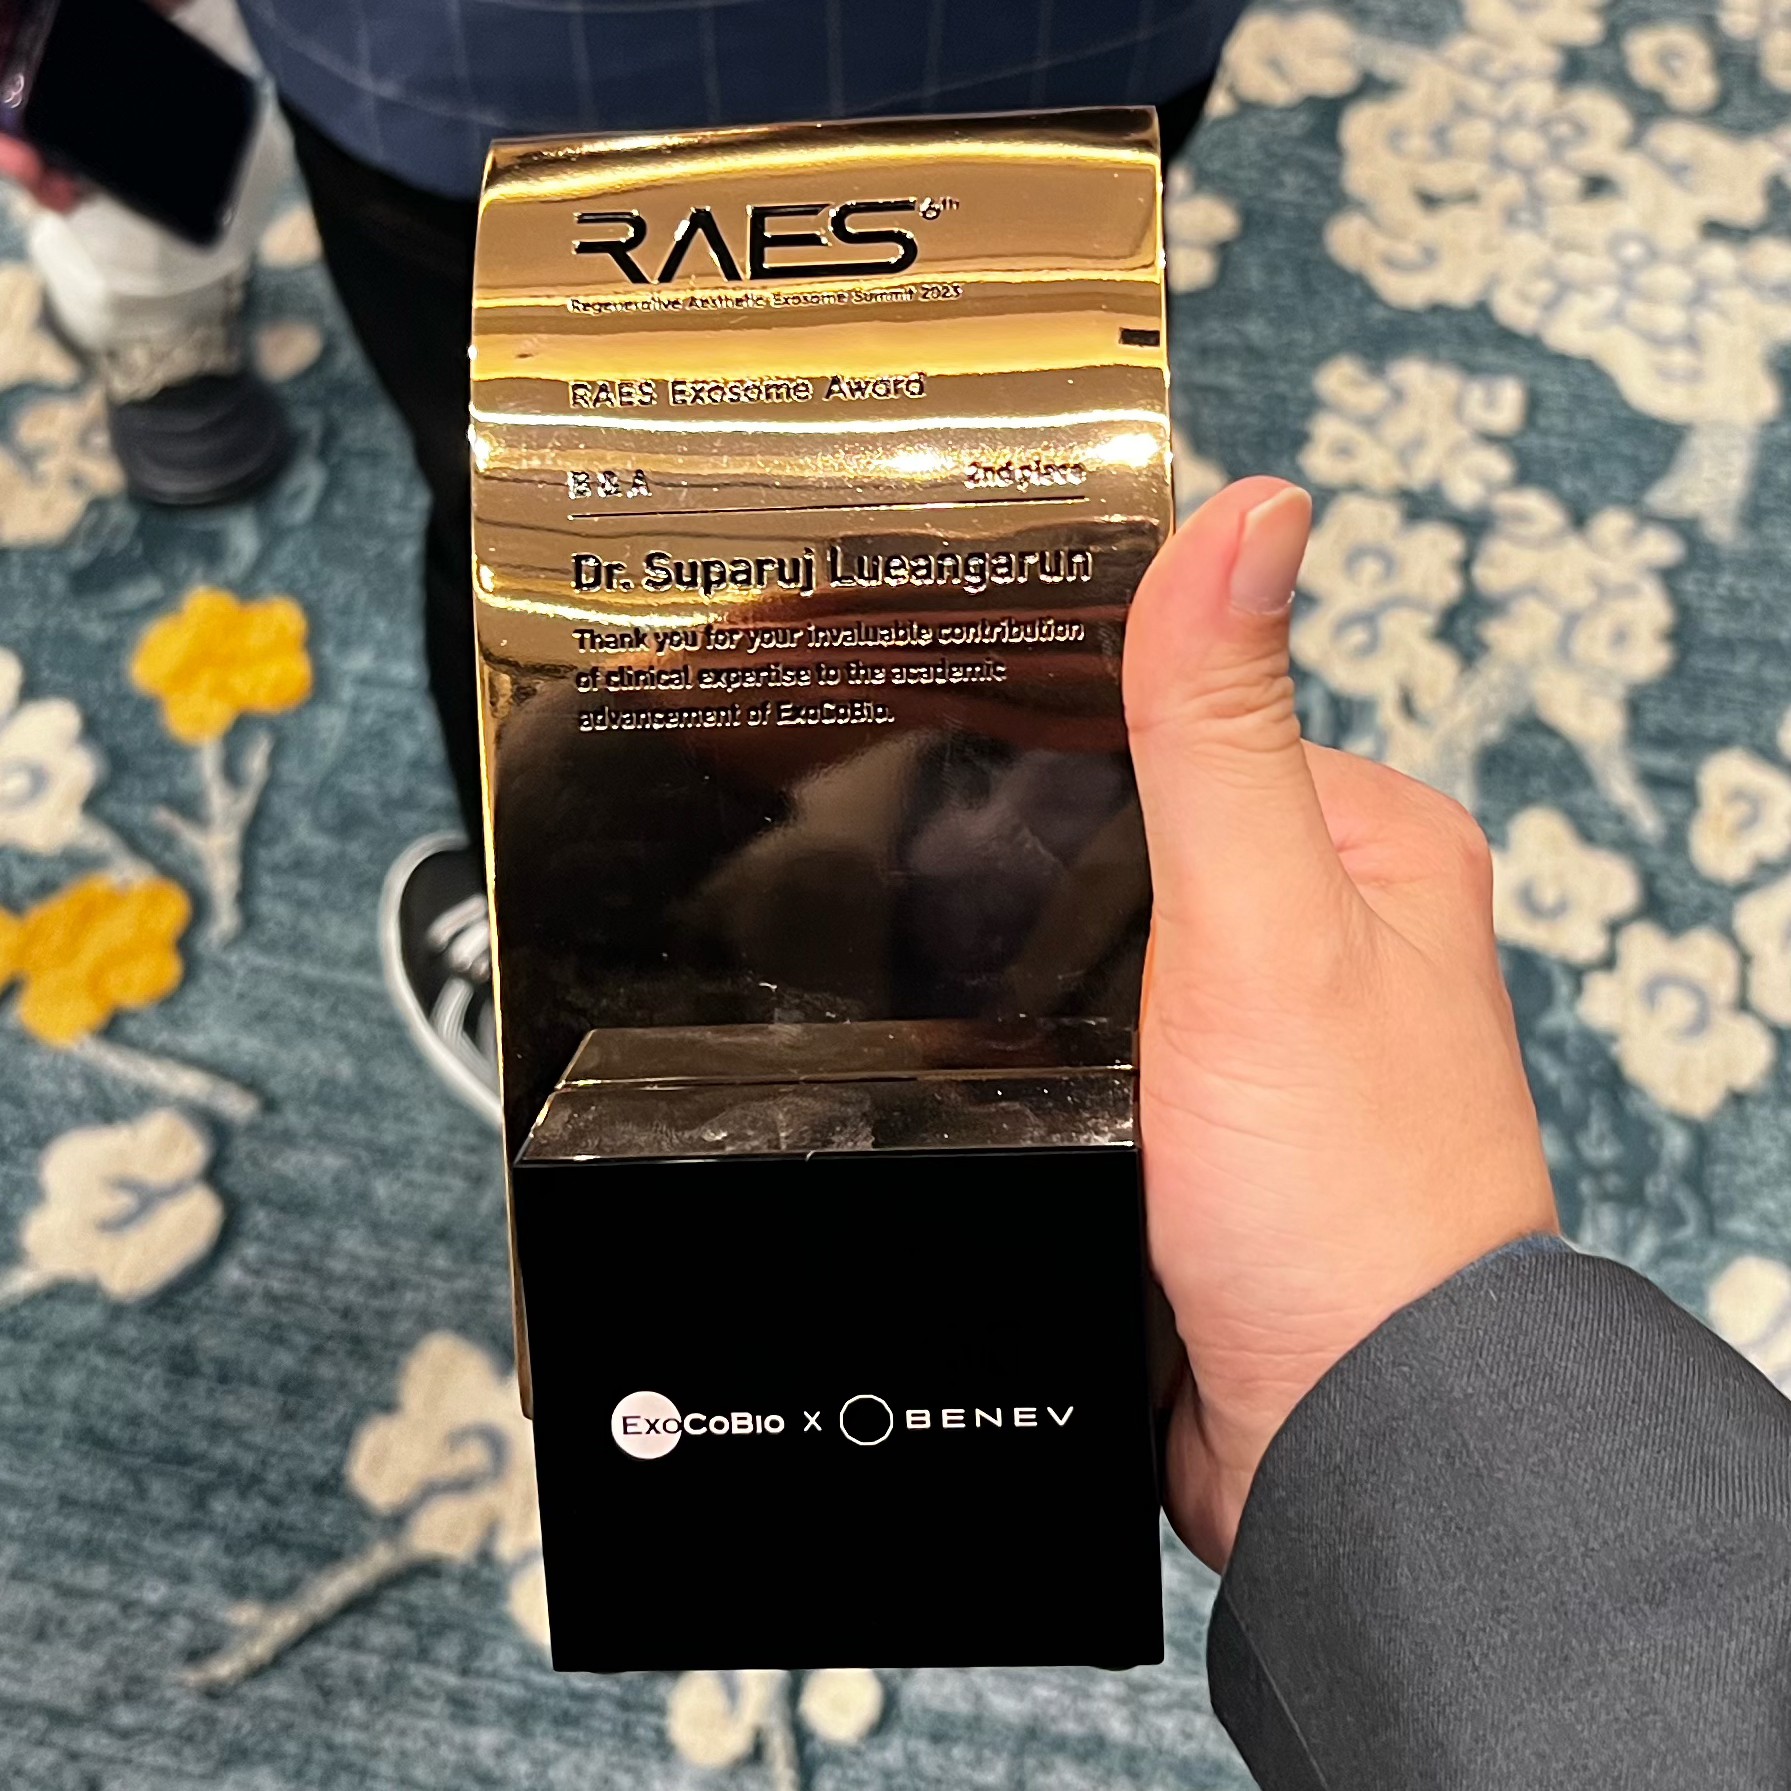 RAES 6th
Regenerative Aesthetic Exosome Summit 2023
RAES Exosome Award
B & A 2nd place
Dr. Suparuj Lueangarun
Thank you for your invaluable contribution
of clinical expertise to the academic
advancement of ExoCoBio.
ExoCoBio X BENEV